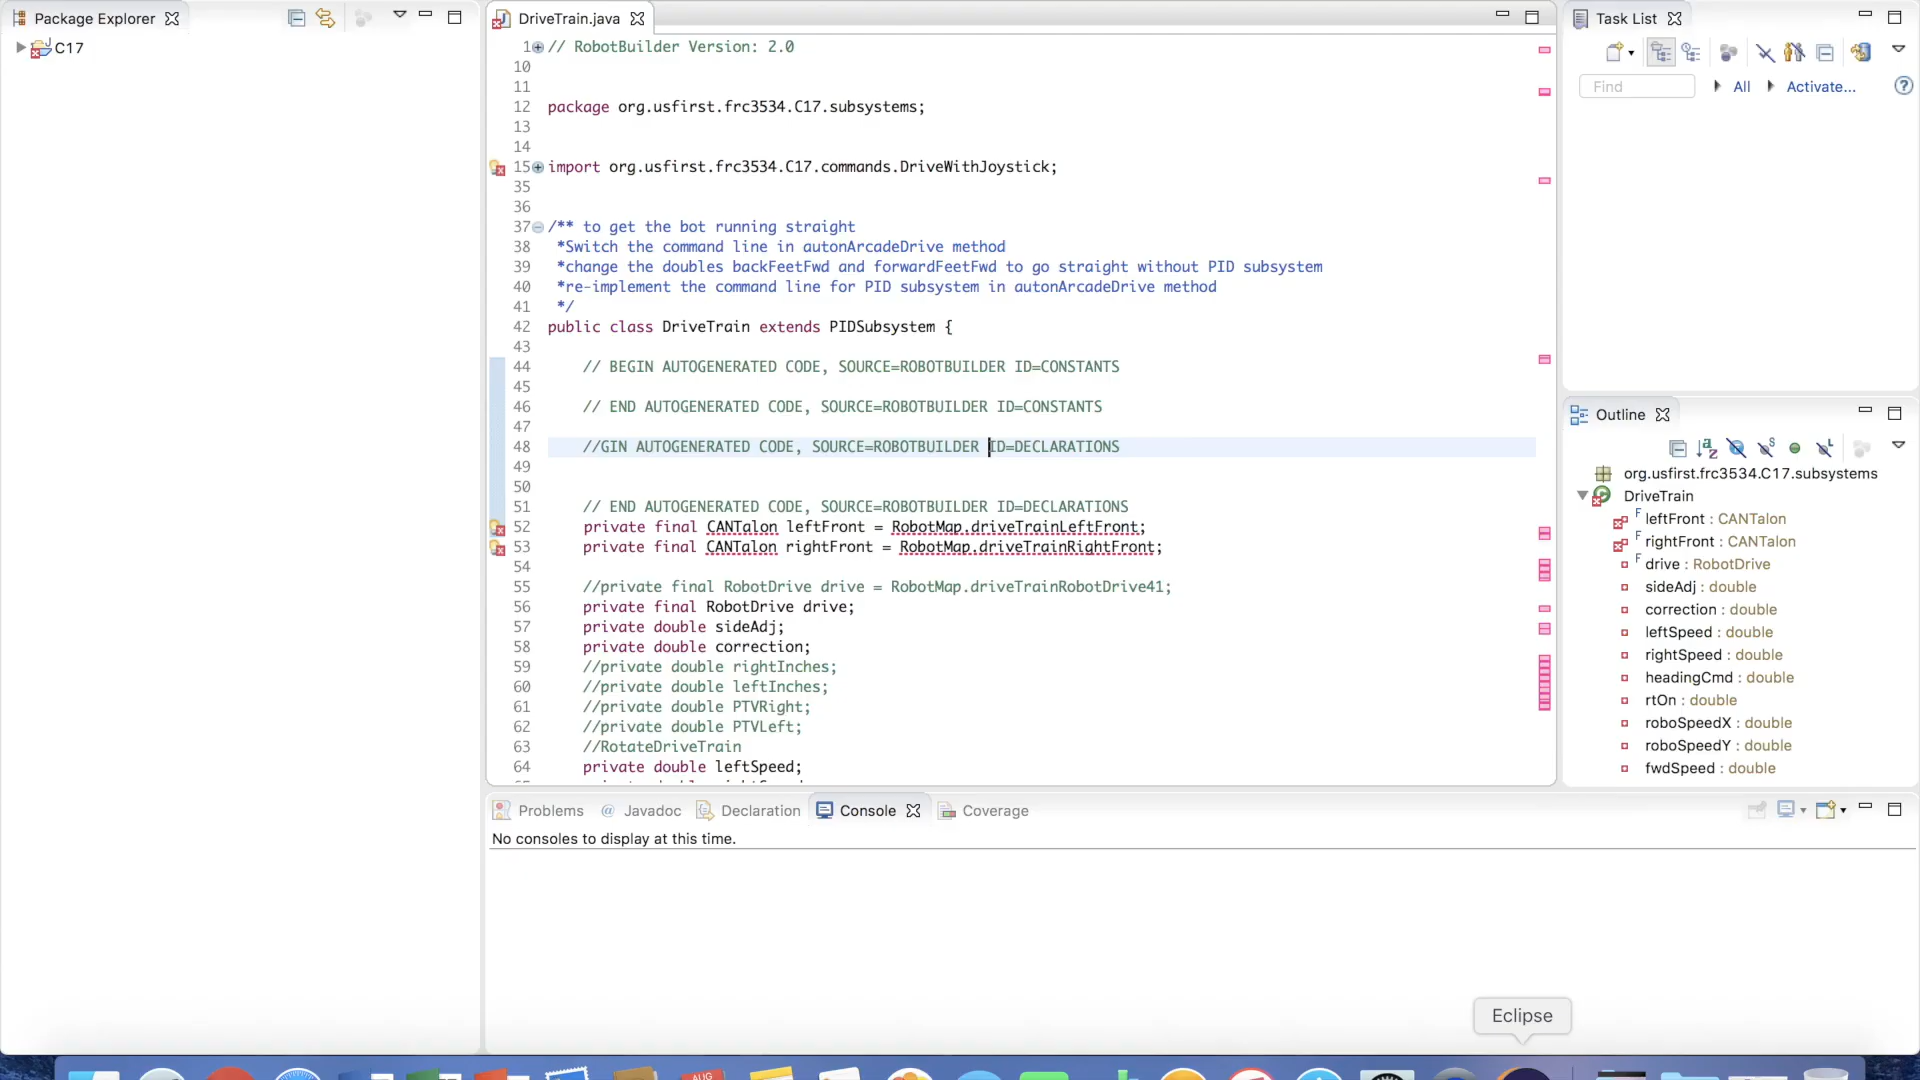 Package Explorer
C17
DriveTrain.java
1 // RobotBuilder Version: 2.0
10
11
12 package org.usfirst.frc3534.C17.subsystems;
13
14
15 import org.usfirst.frc3534.C17.commands.DriveWithJoystick;
35
36
37 /** to get the bot running straight
38 *Switch the command line in autonArcadeDrive method
39 *change the doubles backFeetFwd and forwardFeetFwd to go straight without PID subsystem
40 *re-implement the command line for PID subsystem in autonArcadeDrive method
41 */
42 public class DriveTrain extends PIDSubsystem {
43
44 // BEGIN AUTOGENERATED CODE, SOURCE=ROBOTBUILDER ID=CONSTANTS
45
46 // END AUTOGENERATED CODE, SOURCE=ROBOTBUILDER ID=CONSTANTS
47
48 //GIN AUTOGENERATED CODE, SOURCE=ROBOTBUILDER ID=DECLARATIONS
49
50
51 // END AUTOGENERATED CODE, SOURCE=ROBOTBUILDER ID=DECLARATIONS
52 private final CANTalon leftFront = RobotMap.driveTrainLeftFront;
53 private final CANTalon rightFront = RobotMap.driveTrainRightFront;
54
55 //private final RobotDrive drive = RobotMap.driveTrainRobotDrive41;
56 private final RobotDrive drive;
57 private double sideAdj;
58 private double correction;
59 //private double rightInches;
60 //private double leftInches;
61 //private double PTVRight;
62 //private double PTVLeft;
63 //RotateDriveTrain
64 private double leftSpeed;
Problems @ Javadoc Declaration Console Coverage
No consoles to display at this time.
Task List
Find All Activate...
Outline
org.usfirst.frc3534.C17.subsystems
DriveTrain
F leftFront : CANTalon
F rightFront : CANTalon
F drive : RobotDrive
sideAdj : double
correction : double
leftSpeed : double
rightSpeed : double
headingCmd : double
rtOn : double
roboSpeedX : double
roboSpeedY : double
fwdSpeed : double
Eclipse
AUG